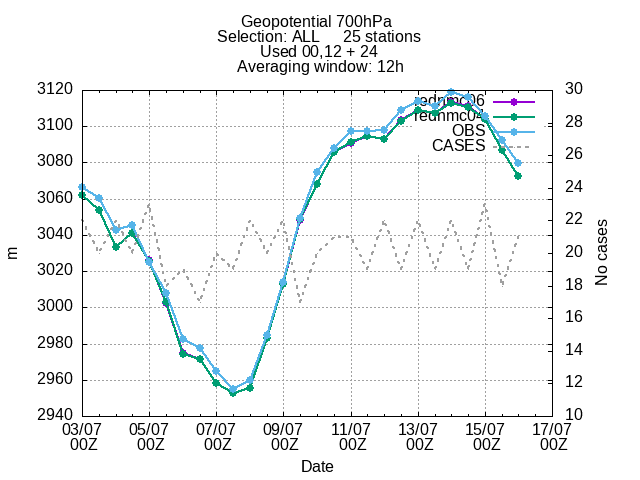 Geopotential 700hPa
Selection: ALL 25 stations
Used 00,12 + 24
Averaging window: 12h
3120
3100
3080
3060
3040
3020
3000
2980
2960
2940
30
28
26
24
22
20
18
16
14
12
10
rednmc06
rednmc04
OBS
CASES
m
No cases
03/07 05/07 07/07 09/07 11/07 13/07 15/07 17/07
00Z 00Z 00Z 00Z 00Z 00Z 00Z 00Z
Date